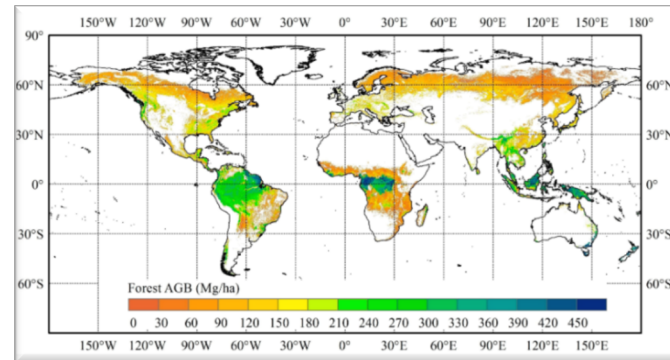 150°W 120°W 90°W 60°W 30°W 0° 30°E 60°E 90°E 120°E 150°E 180°
90°
60°N 60°N
30°N 30°N
0° 0°
30°S 30°S
60°S 60°S
Forest AGB (Mg/ha)
0 30 60 90 120 150 180 210 240 270 300 330 360 390 420 450
150°W 120°W 90°W 60°W 30°W 0° 30°E 60°E 90°E 120°E 150°E